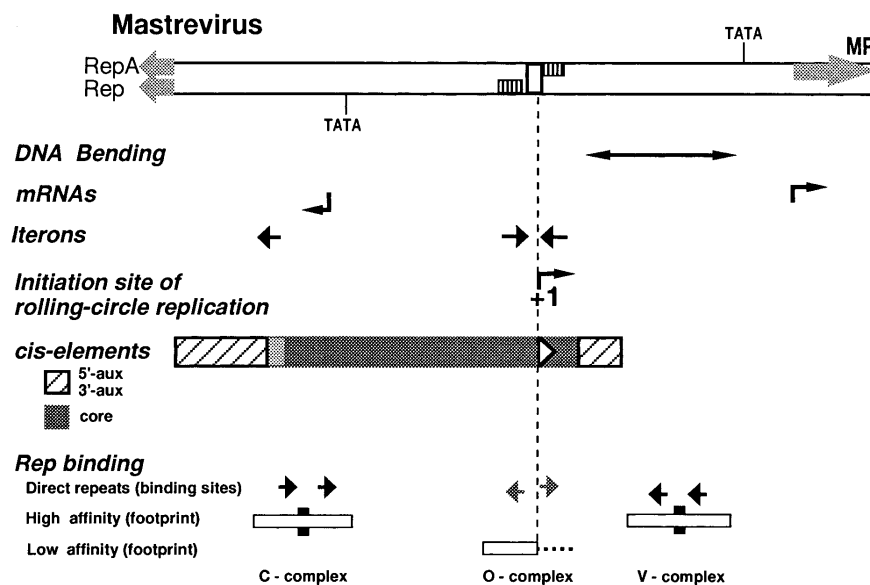 Mastrevirus
TATA
MP
RepA
Rep
TATA
DNA Bending
mRNAs
Iterons
Initiation site of
rolling-circle replication
+1
cis-elements
5'-aux
3'-aux
core
Rep binding
Direct repeats (binding sites)
High affinity (footprint)
Low affinity (footprint)
C - complex
O - complex
V - complex